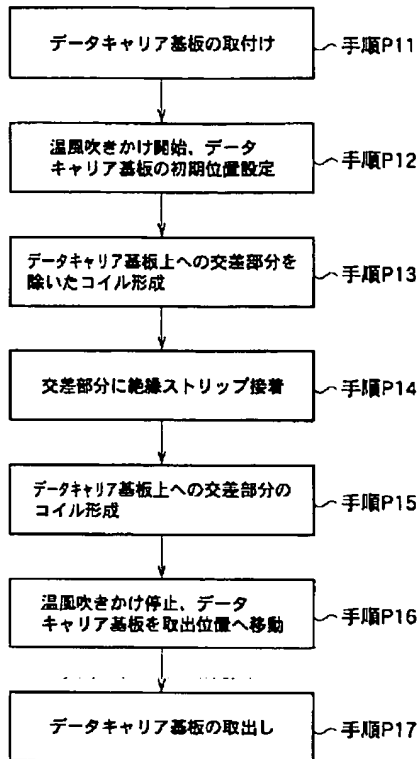 データキャリア基板の取付け
手順P11
温風吹きかけ開始、データ
キャリア基板の初期位置設定
手順P12
データキャリア基板上への交差部分を
除いたコイル形成
手順P13
交差部分に絶縁ストリップ接着
手順P14
データキャリア基板上への交差部分の
コイル形成
手順P15
温風吹きかけ停止、データ
キャリア基板を取出位置へ移動
手順P16
データキャリア基板の取出し
手順P17